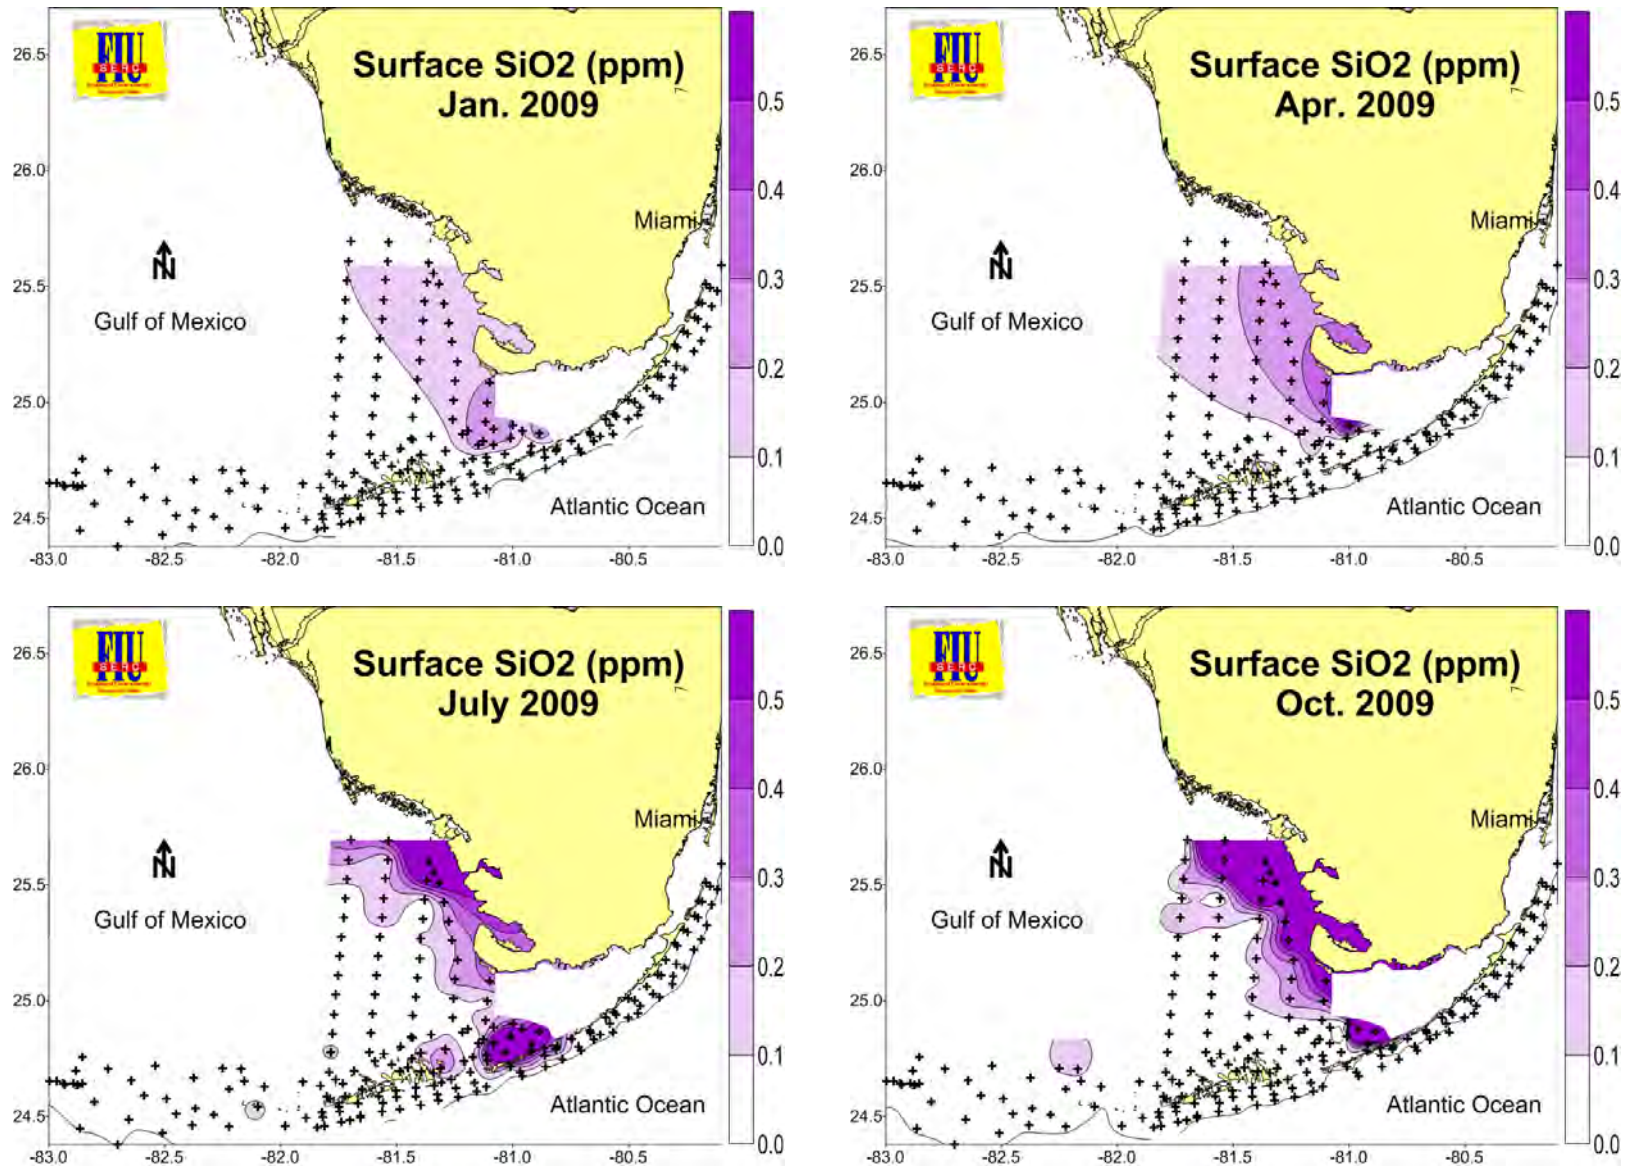 FIU
SERC
Surface SiO2 (ppm)
Jan. 2009
Miami
N
Gulf of Mexico
Atlantic Ocean
26.5
26.0
25.5
25.0
24.5
-83.0
-82.5
-82.0
-81.5
-81.0
-80.5
0.5
0.4
0.3
0.2
0.1
0.0
FIU
SERC
Surface SiO2 (ppm)
Apr. 2009
Miami
N
Gulf of Mexico
Atlantic Ocean
26.5
26.0
25.5
25.0
24.5
-83.0
-82.5
-82.0
-81.5
-81.0
-80.5
0.5
0.4
0.3
0.2
0.1
0.0
FIU
SERC
Surface SiO2 (ppm)
July 2009
Miami
N
Gulf of Mexico
Atlantic Ocean
26.5
26.0
25.5
25.0
24.5
-83.0
-82.5
-82.0
-81.5
-81.0
-80.5
0.5
0.4
0.3
0.2
0.1
0.0
FIU
SERC
Surface SiO2 (ppm)
Oct. 2009
Miami
N
Gulf of Mexico
Atlantic Ocean
26.5
26.0
25.5
25.0
24.5
-83.0
-82.5
-82.0
-81.5
-81.0
-80.5
0.5
0.4
0.3
0.2
0.1
0.0